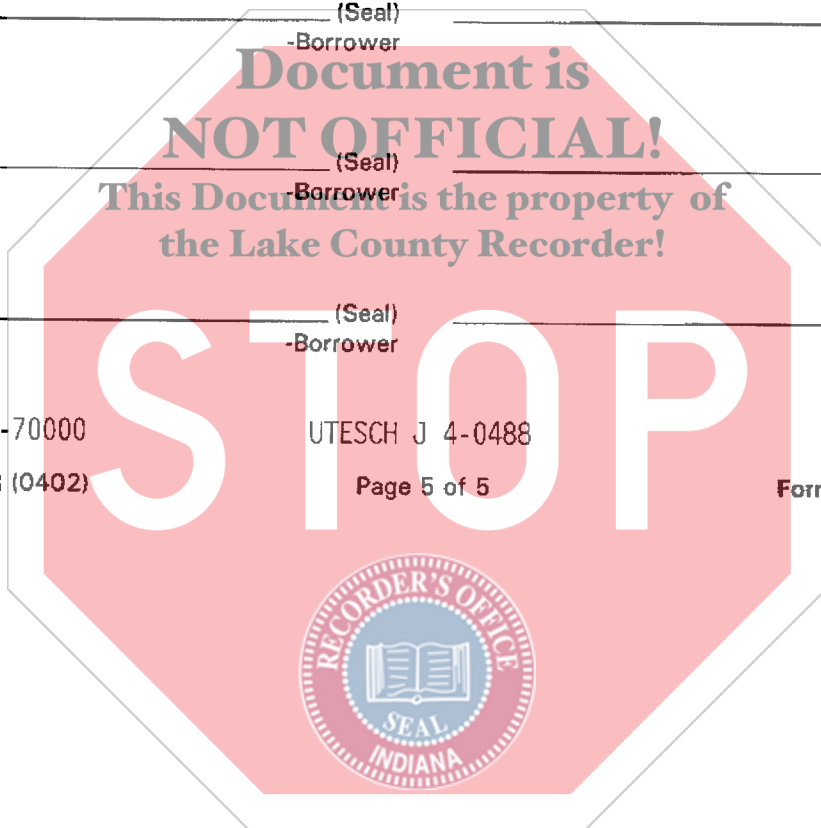 (Seal)
-Borrower
Document is
NOT OFFICIAL!
(Seal)
-Borrower
This Document is the property of
the Lake County Recorder!
(Seal)
-Borrower
STOP
-70000 UTESCH J 4-0488
(0402) Page 5 of 5 Form
RECORDER'S OFFICE
SEAL
INDIANA